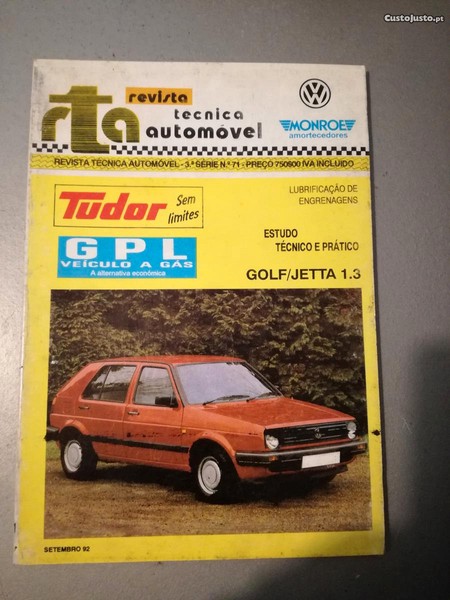 CustoJusto.pt
rta
revista
tecnica
automóvel
VW
MONROE
amortecedores
REVISTA TÉCNICA AUTOMÓVEL - 3.ª SÉRIE N.º 71 - PREÇO 750$00 IVA INCLUIDO
Tudor
Sem
limites
GPL
VEÍCULO A GÁS
A alternativa económica
LUBRIFICAÇÃO DE
ENGRENAGENS
ESTUDO
TÉCNICO E PRÁTICO
GOLF/JETTA 1.3
SETEMBRO 92